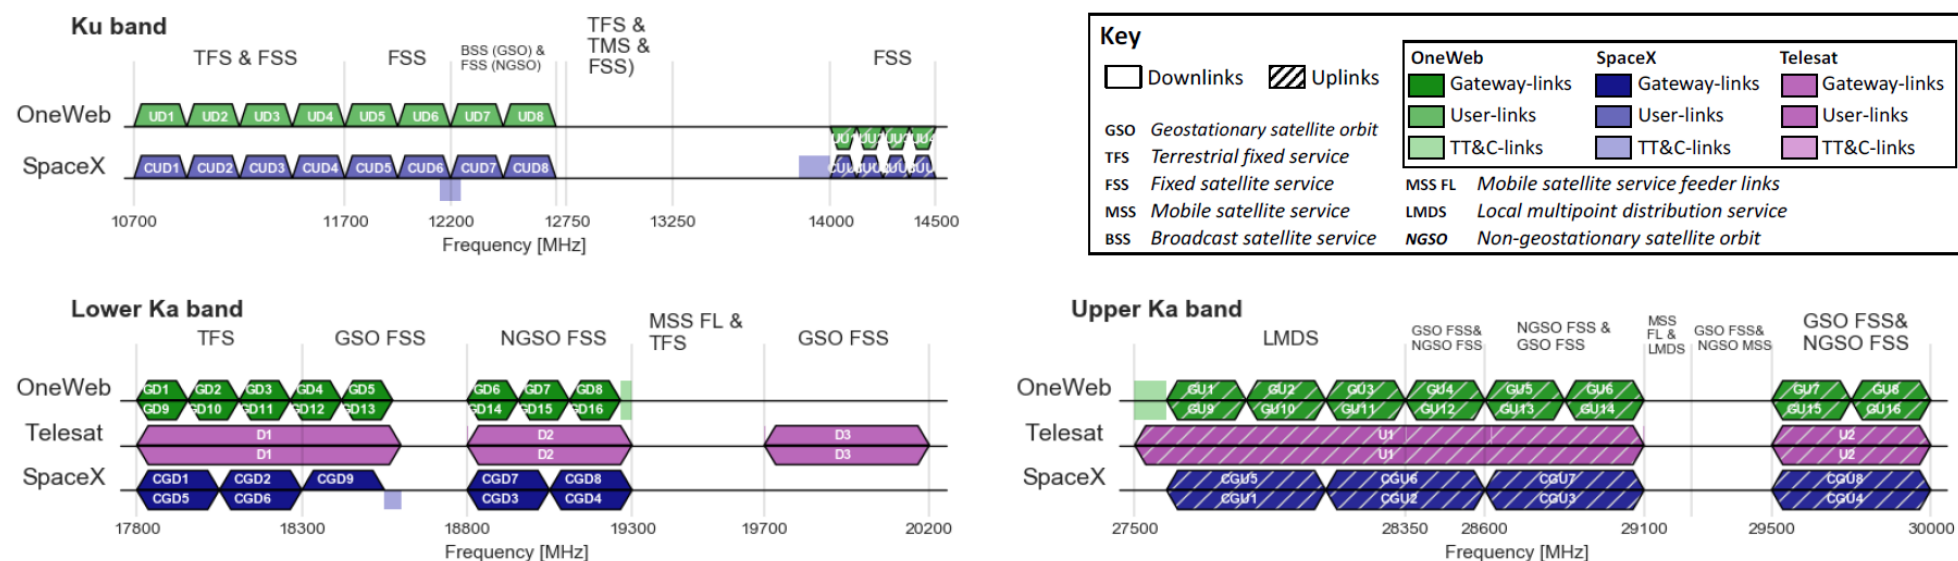 Ku band
TFS & FSS
FSS
BSS (GSO) &
FSS (NGSO)
TFS &
TMS &
FSS)
FSS
OneWeb
UD1 UD2 UD3 UD4 UD5 UD6 UD7 UD8
SpaceX
CUD1 CUD2 CUD3 CUD4 CUD5 CUD6 CUD7 CUD8
10700 11700 12200 12750 13250 14000 14500
Frequency [MHz]
Key
Downlinks
Uplinks
GSO Geostationary satellite orbit
TFS Terrestrial fixed service
FSS Fixed satellite service
MSS Mobile satellite service
BSS Broadcast satellite service
OneWeb SpaceX Telesat
Gateway-links Gateway-links Gateway-links
User-links User-links User-links
TT&C-links TT&C-links TT&C-links
MSS FL Mobile satellite service feeder links
LMDS Local multipoint distribution service
NGSO Non-geostationary satellite orbit
Lower Ka band
TFS
GSO FSS
NGSO FSS
MSS FL &
TFS
GSO FSS
OneWeb
GD1 GD2 GD3 GD4 GD5 GD6 GD7 GD8
GD9 GD10 GD11 GD12 GD13 GD14 GD15 GD16
Telesat
D1 D2 D3
D1 D2 D3
SpaceX
CGD1 CGD2 CGD9 CGD7 CGD8
CGD5 CGD6 CGD3 CGD4
17800 18300 18800 19300 19700 20200
Frequency [MHz]
Upper Ka band
LMDS
GSO FSS&
NGSO FSS
NGSO FSS &
GSO FSS
MSS
FL &
LMDS
GSO FSS&
NGSO MSS
GSO FSS&
NGSO FSS
OneWeb
GU1 GU2 GU3 GU4 GU5 GU6 GU7 GU8
GU9 GU10 GU11 GU12 GU13 GU14 GU15 GU16
Telesat
U1 U2
U1 U2
SpaceX
CGU5 CGU6 CGU7 CGU8
CGU1 CGU2 CGU3 CGU4
27500 28350 28600 29100 29500 30000
Frequency [MHz]